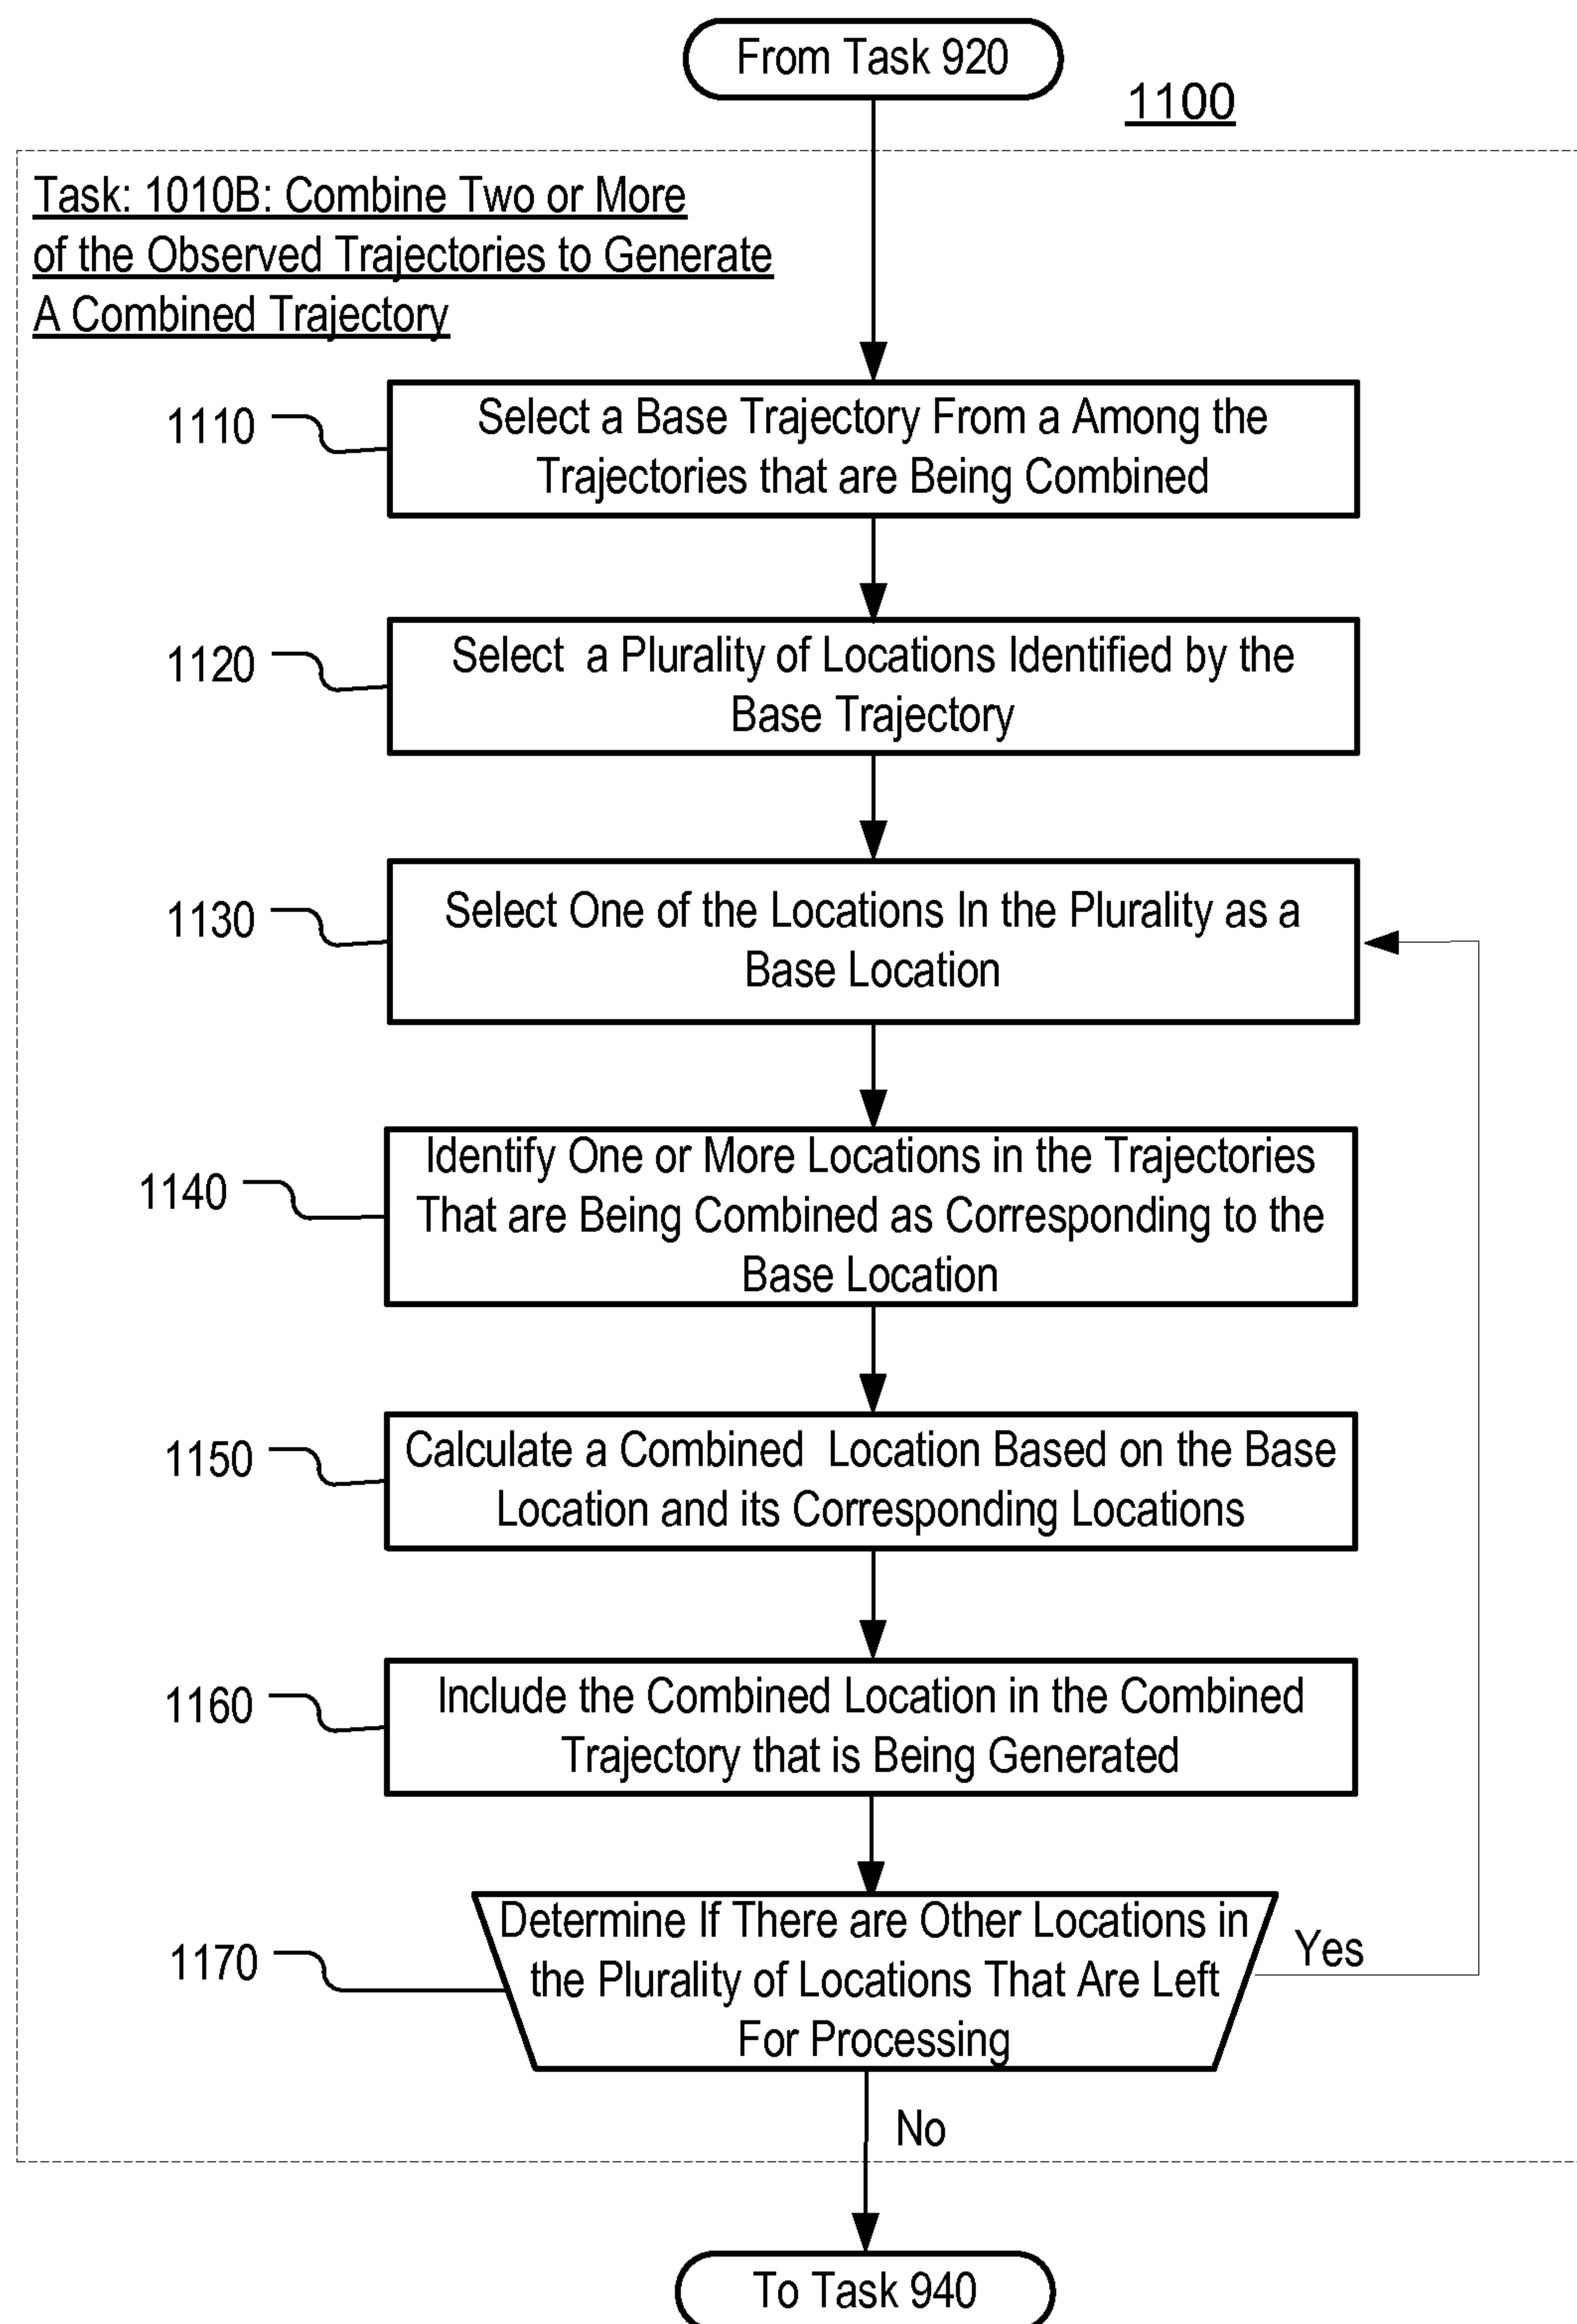 From Task 920
1100
Task: 1010B: Combine Two or More
of the Observed Trajectories to Generate
A Combined Trajectory
1110
Select a Base Trajectory From a Among the
Trajectories that are Being Combined
1120
Select a Plurality of Locations Identified by the
Base Trajectory
1130
Select One of the Locations In the Plurality as a
Base Location
1140
Identify One or More Locations in the Trajectories
That are Being Combined as Corresponding to the
Base Location
1150
Calculate a Combined Location Based on the Base
Location and its Corresponding Locations
1160
Include the Combined Location in the Combined
Trajectory that is Being Generated
1170
Determine If There are Other Locations in
the Plurality of Locations That Are Left
For Processing
Yes
No
To Task 940